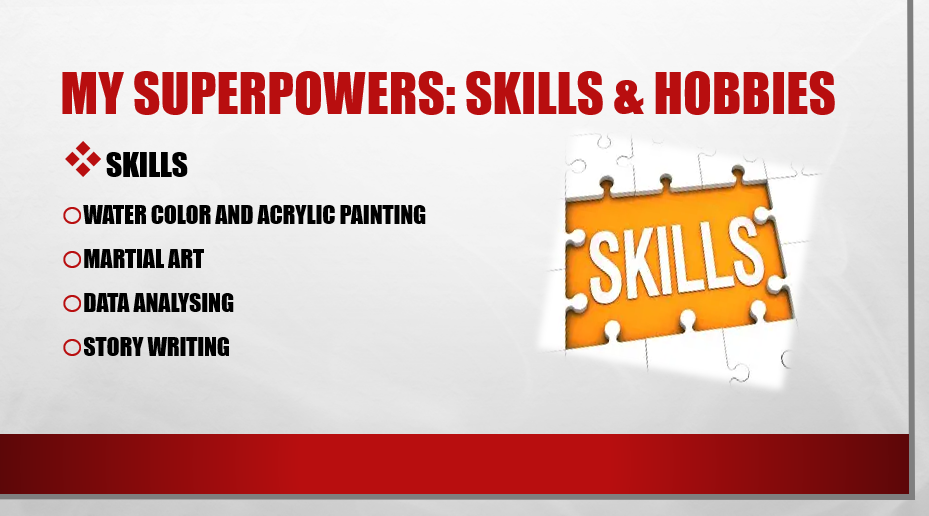 MY SUPERPOWERS: SKILLS & HOBBIES
SKILLS
WATER COLOR AND ACRYLIC PAINTING
MARTIAL ART
DATA ANALYSING
STORY WRITING
SKILLS